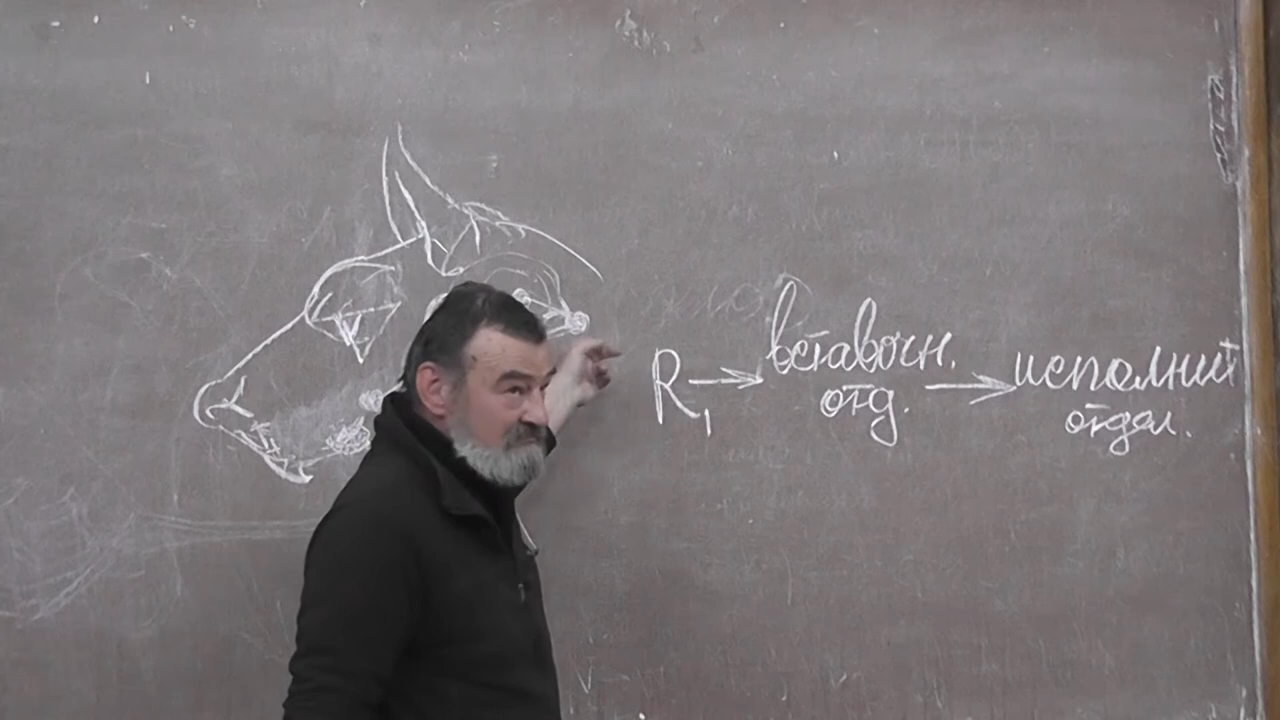 R₁ → вставочн. → исполнит
отд. отдел.